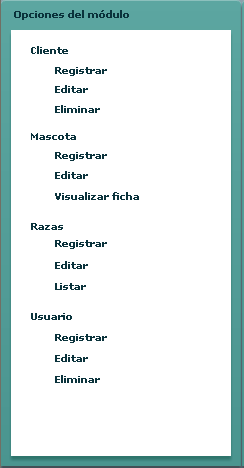 Opciones del módulo
Cliente
Registrar
Editar
Eliminar
Mascota
Registrar
Editar
Visualizar ficha
Razas
Registrar
Editar
Listar
Usuario
Registrar
Editar
Eliminar